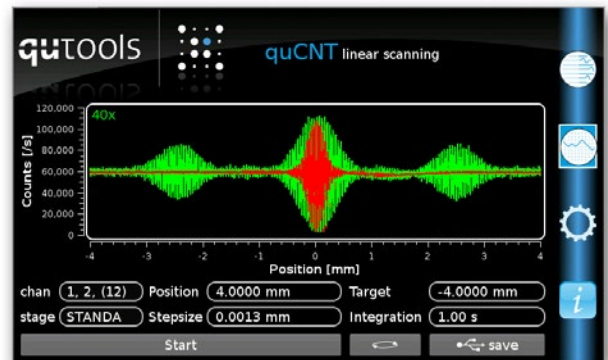 qutools
quCNT linear scanning
40x
Counts [/s]
120,000
100,000
80,000
60,000
40,000
20,000
0
-4 -3 -2 -1 0 1 2 3 4
Position [mm]
chan 1, 2, (12) Position 4.0000 mm Target -4.0000 mm
stage STANDA Stepsize 0.0013 mm Integration 1.00 s
Start save
i